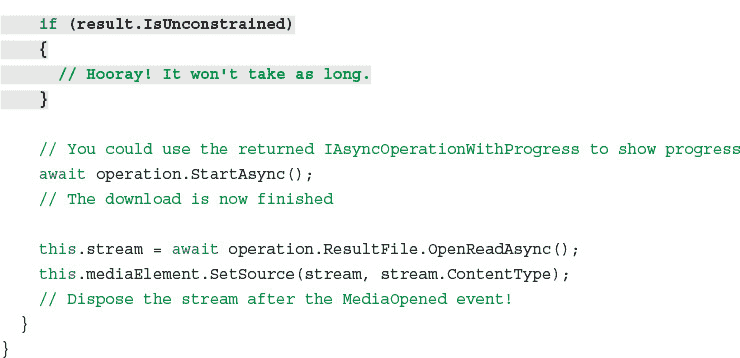 if (result.IsUnconstrained)
{
// Hooray! It won't take as long.
}
// You could use the returned IAsyncOperationWithProgress to show progress
await operation.StartAsync();
// The download is now finished
this.stream = await operation.ResultFile.OpenReadAsync();
this.mediaElement.SetSource(stream, stream.ContentType);
// Dispose the stream after the MediaOpened event!
}
}